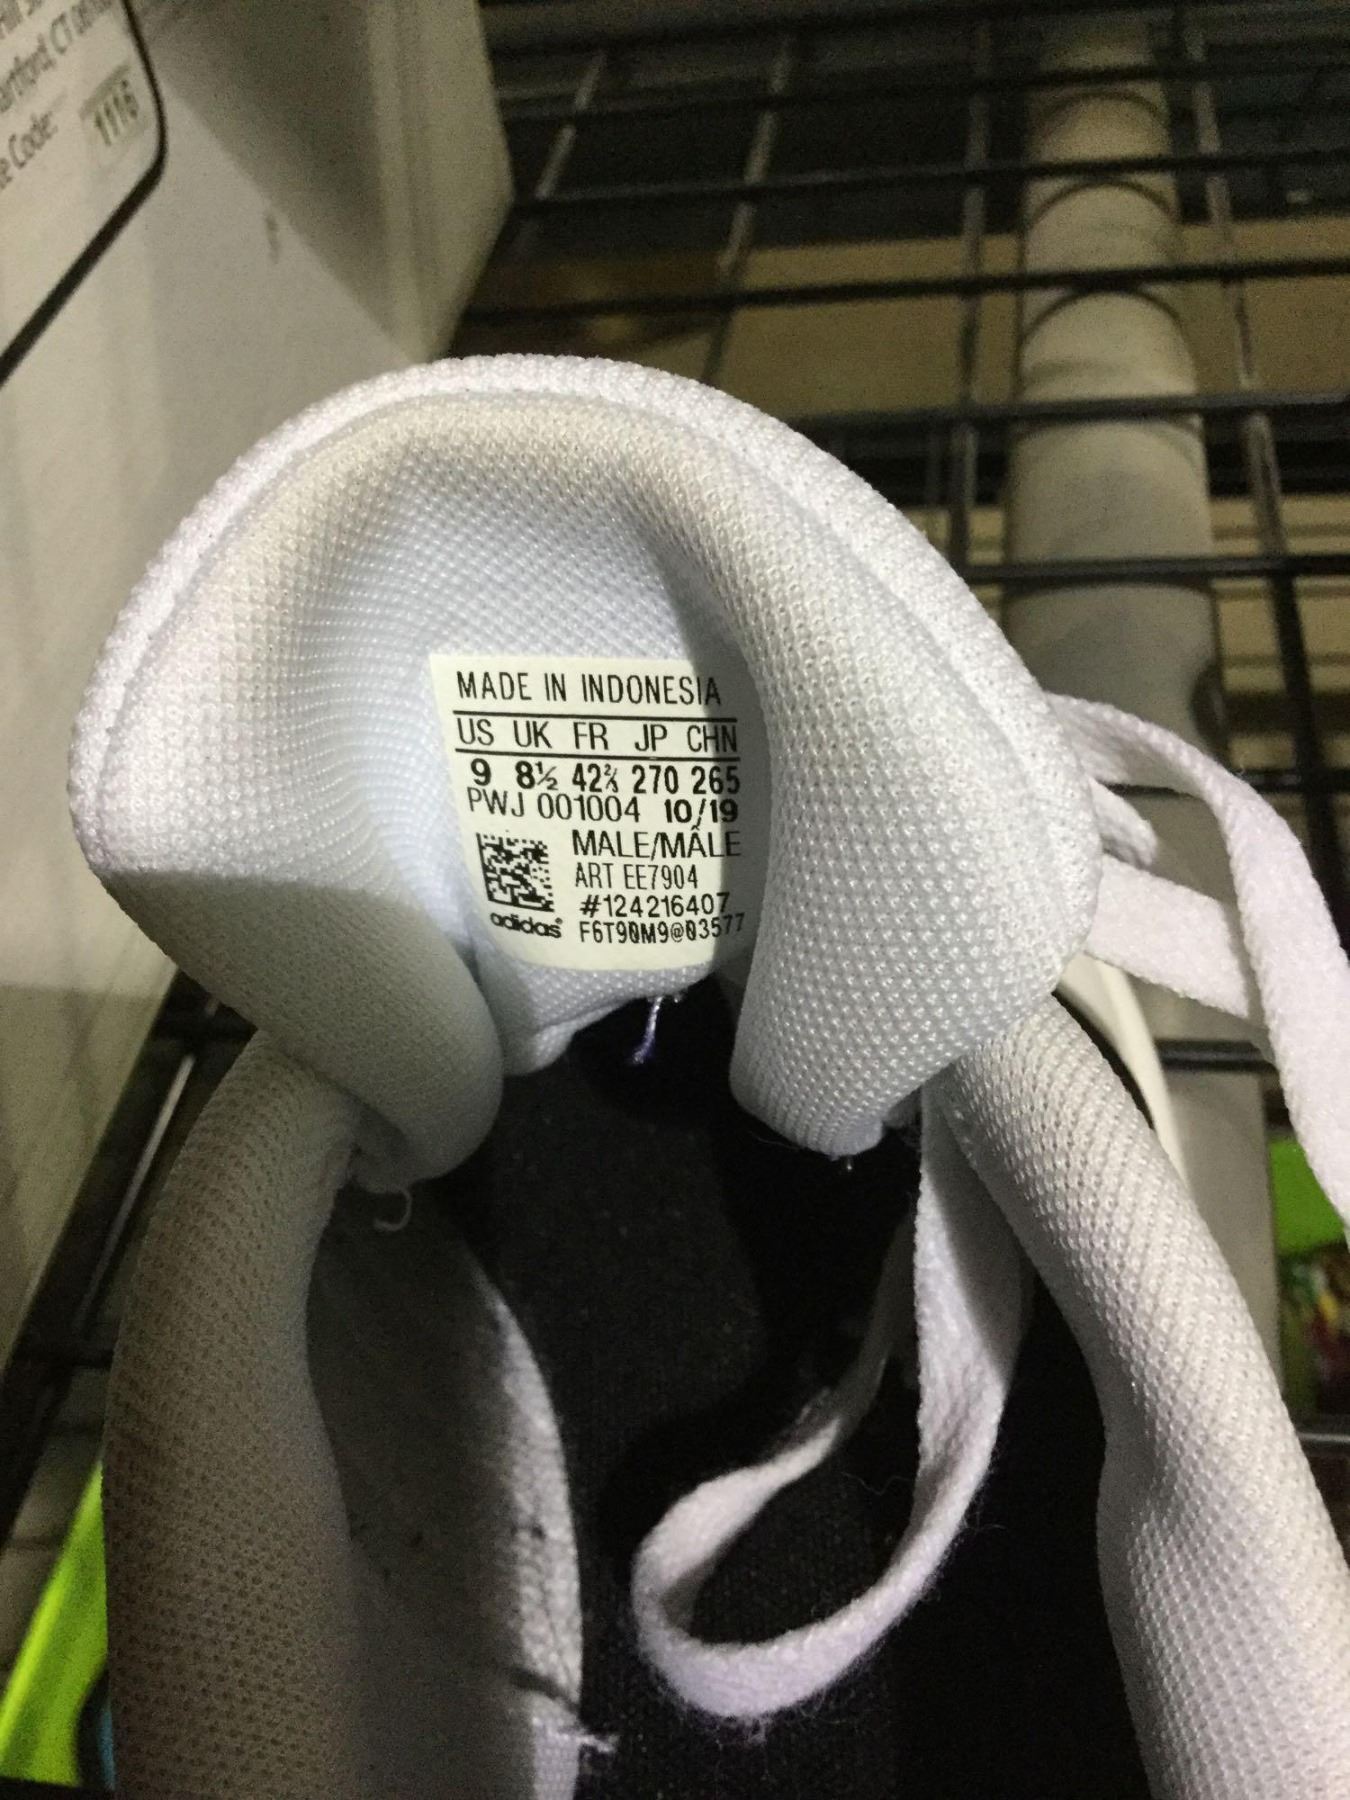 Code:
1116
MADE IN INDONESIA
US UK FR JP CHN
9 8½ 42⅔ 270 265
PWJ 001004 10/19
MALE/MÂLE
ART EE7904
#124216407
adidas® F6T90M9@03577